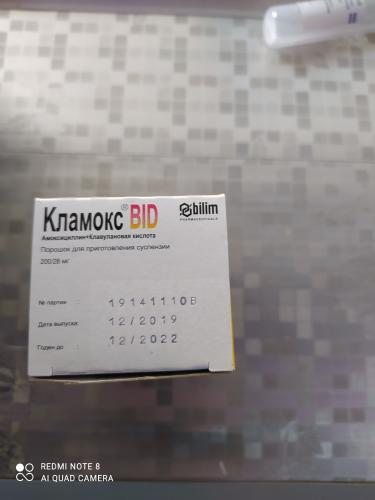 Кламокс® BID
bilim
PHARMACEUTICALS
Амоксициллин+Клавулановая кислота
Порошок для приготовления суспензии
200/28 мг
№ партии: 19141110B
Дата выпуска: 12/2019
Годен до: 12/2022
REDMI NOTE 8
AI QUAD CAMERA